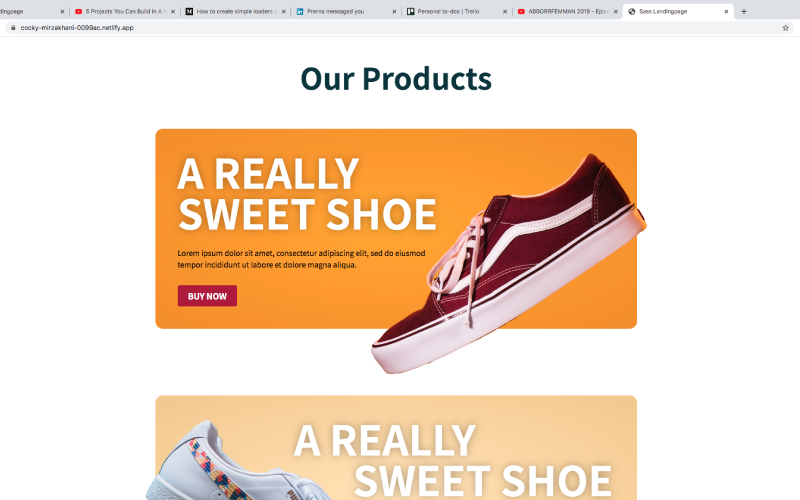 dingpage
5 Projects You Can Build In A
How to create simple loaders
Prerna messaged you
Personal to-dos | Trello
ABBORRFEMMAN 2019 - Epis
Sass Landingpage
cocky-mirzakhani-0099ac.netlify.app
Our Products
A REALLY
SWEET SHOE
Lorem ipsum dolor sit amet, consectetur adipiscing elit, sed do eiusmod
tempor incididunt ut labore et dolore magna aliqua.
BUY NOW
A REALLY
SWEET SHOE